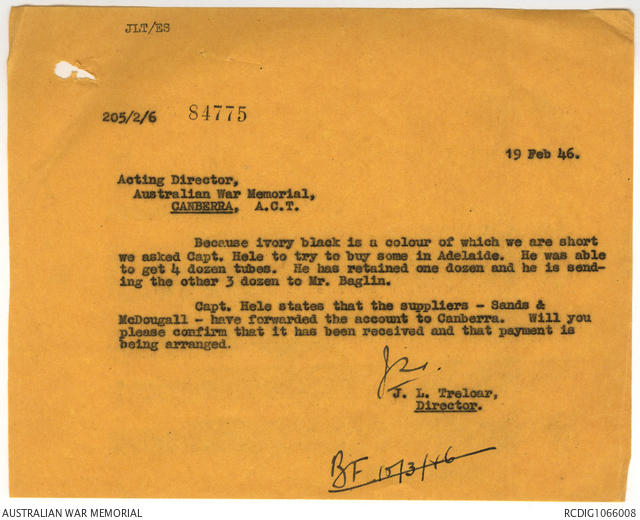 JLT/ES
205/2/6 84775
19 Feb 46.
Acting Director,
Australian War Memorial,
CANBERRA, A.C.T.
Because ivory black is a colour of which we are short
we asked Capt. Hele to try to buy some in Adelaide. He was able
to get 4 dozen tubes. He has retained one dozen and he is send-
ing the other 3 dozen to Mr. Baglin.
Capt. Hele states that the suppliers - Sands &
McDougall - have forwarded the account to Canberra. Will you
please confirm that it has been received and that payment is
being arranged.
J. L. Treloar,
Director.
BF 15/3/46
AUSTRALIAN WAR MEMORIAL
RCDIG1066008